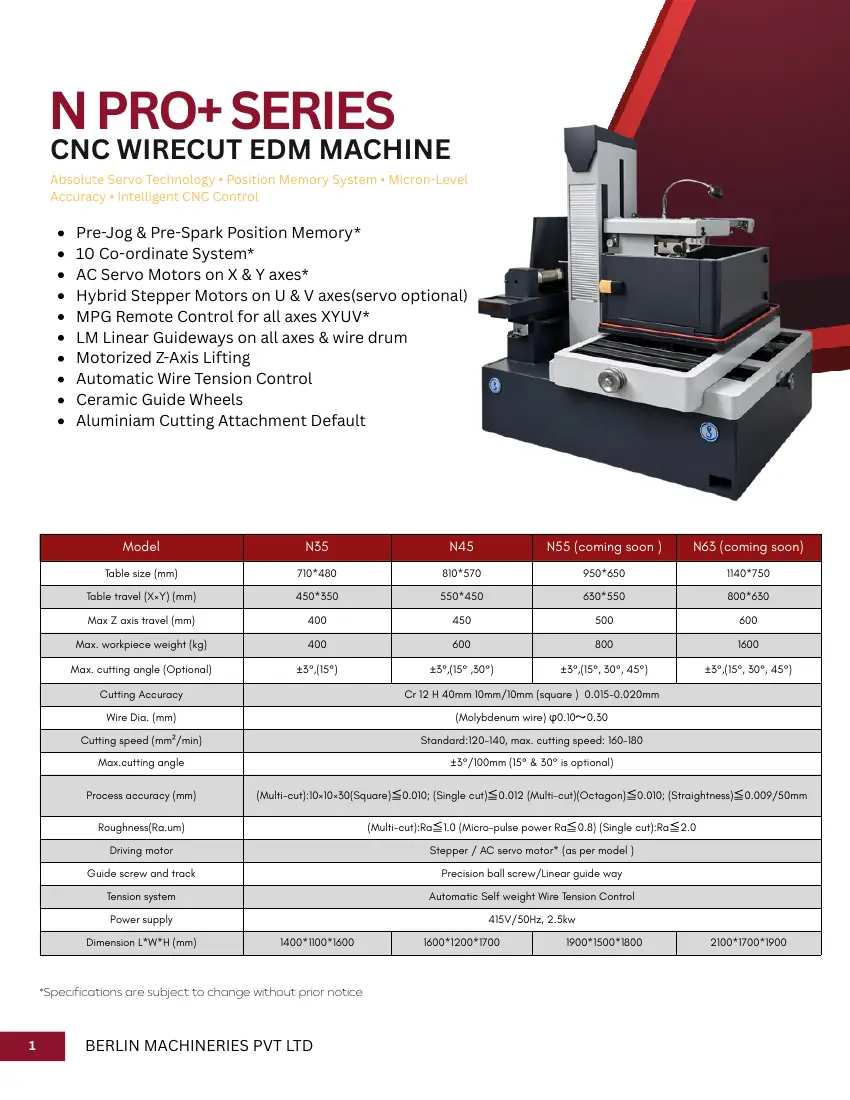 N PRO+ SERIES
CNC WIRECUT EDM MACHINE
Absolute Servo Technology • Position Memory System • Micron-Level
Accuracy • Intelligent CNC Control
• Pre-Jog & Pre-Spark Position Memory*
• 10 Co-ordinate System*
• AC Servo Motors on X & Y axes*
• Hybrid Stepper Motors on U & V axes(servo optional)
• MPG Remote Control for all axes XYUV*
• LM Linear Guideways on all axes & wire drum
• Motorized Z-Axis Lifting
• Automatic Wire Tension Control
• Ceramic Guide Wheels
• Aluminiam Cutting Attachment Default
Model N35 N45 N55 (coming soon ) N63 (coming soon)
Table size (mm) 710*480 810*570 950*650 1140*750
Table travel (X×Y) (mm) 450*350 550*450 630*550 800*630
Max Z axis travel (mm) 400 450 500 600
Max. workpiece weight (kg) 400 600 800 1600
Max. cutting angle (Optional) ±3°,(15°) ±3°,(15° ,30°) ±3°,(15°, 30°, 45°) ±3°,(15°, 30°, 45°)
Cutting Accuracy Cr 12 H 40mm 10mm/10mm (square ) 0.015-0.020mm
Wire Dia. (mm) (Molybdenum wire) φ0.10～0.30
Cutting speed (mm²/min) Standard:120-140, max. cutting speed: 160-180
Max.cutting angle ±3°/100mm (15° & 30° is optional)
Process accuracy (mm) (Multi-cut):10×10×30(Square)≦0.010; (Single cut)≦0.012 (Multi-cut)(Octagon)≦0.010; (Straightness)≦0.009/50mm
Roughness(Ra.um) (Multi-cut):Ra≦1.0 (Micro-pulse power Ra≦0.8) (Single cut):Ra≦2.0
Driving motor Stepper / AC servo motor* (as per model )
Guide screw and track Precision ball screw/Linear guide way
Tension system Automatic Self weight Wire Tension Control
Power supply 415V/50Hz, 2.5kw
Dimension L*W*H (mm) 1400*1100*1600 1600*1200*1700 1900*1500*1800 2100*1700*1900
*Specifications are subject to change without prior notice
1 BERLIN MACHINERIES PVT LTD